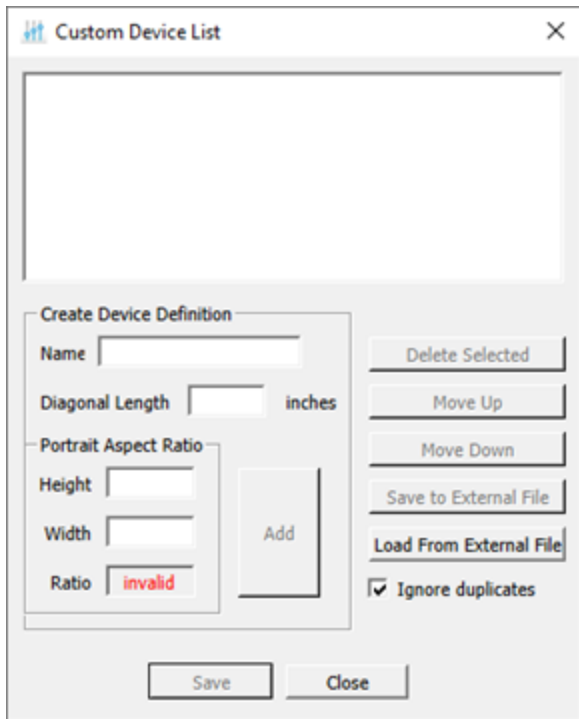 Custom Device List
Create Device Definition
Name
Diagonal Length inches
Portrait Aspect Ratio
Height
Width
Ratio invalid
Add
Delete Selected
Move Up
Move Down
Save to External File
Load From External File
Ignore duplicates
Save Close